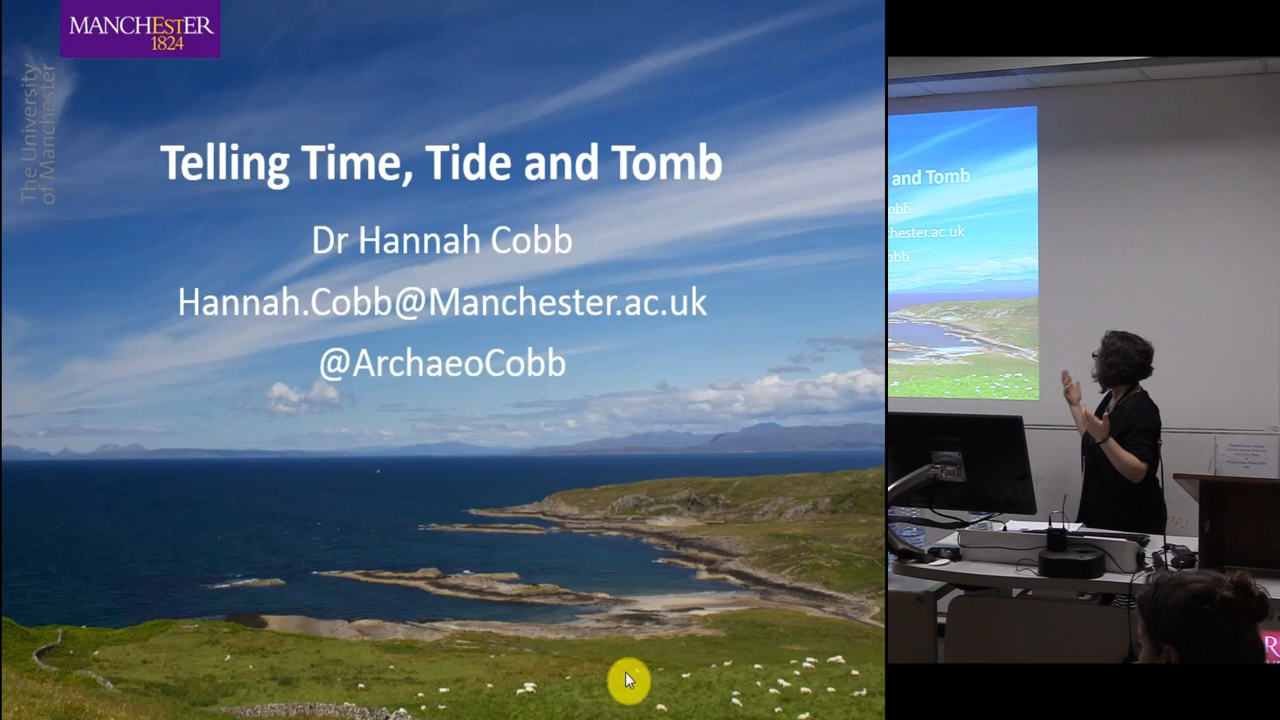 MANCHEsTER
1824
The University
of Manchester
Telling Time, Tide and Tomb
Dr Hannah Cobb
Hannah.Cobb@Manchester.ac.uk
@ArchaeoCobb
and Tomb
obb
hester.ac.uk
obb